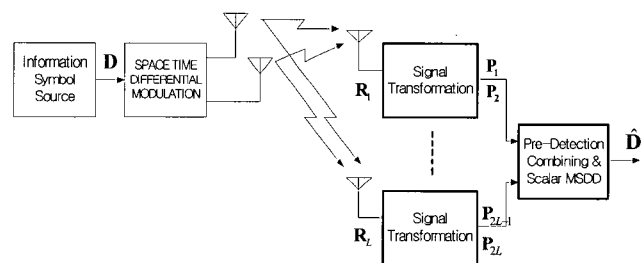 Information
Symbol
Source
D
SPACE TIME
DIFFERENTIAL
MODULATION
R1
Signal
Transformation
P1
P2
Pre-Detection
Combining &
Scalar MSDD
D̂
RL
Signal
Transformation
P2L-1
P2L